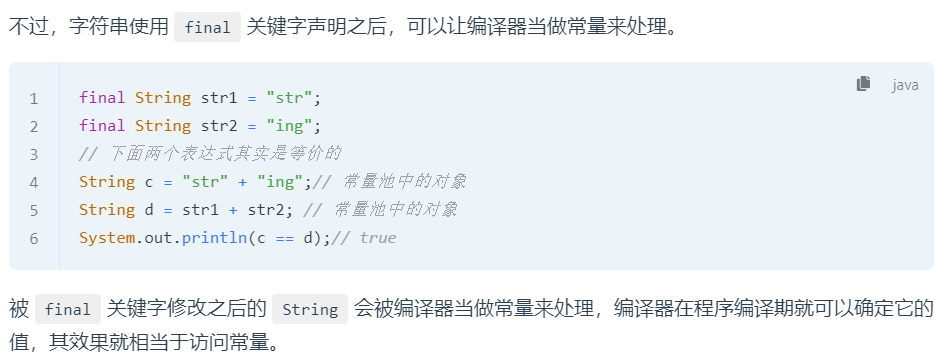 不过，字符串使用 final 关键字声明之后，可以让编译器当做常量来处理。
java
1 final String str1 = "str";
2 final String str2 = "ing";
3 // 下面两个表达式其实是等价的
4 String c = "str" + "ing";// 常量池中的对象
5 String d = str1 + str2; // 常量池中的对象
6 System.out.println(c == d);// true
被 final 关键字修改之后的 String 会被编译器当做常量来处理，编译器在程序编译期就可以确定它的
值，其效果就相当于访问常量。